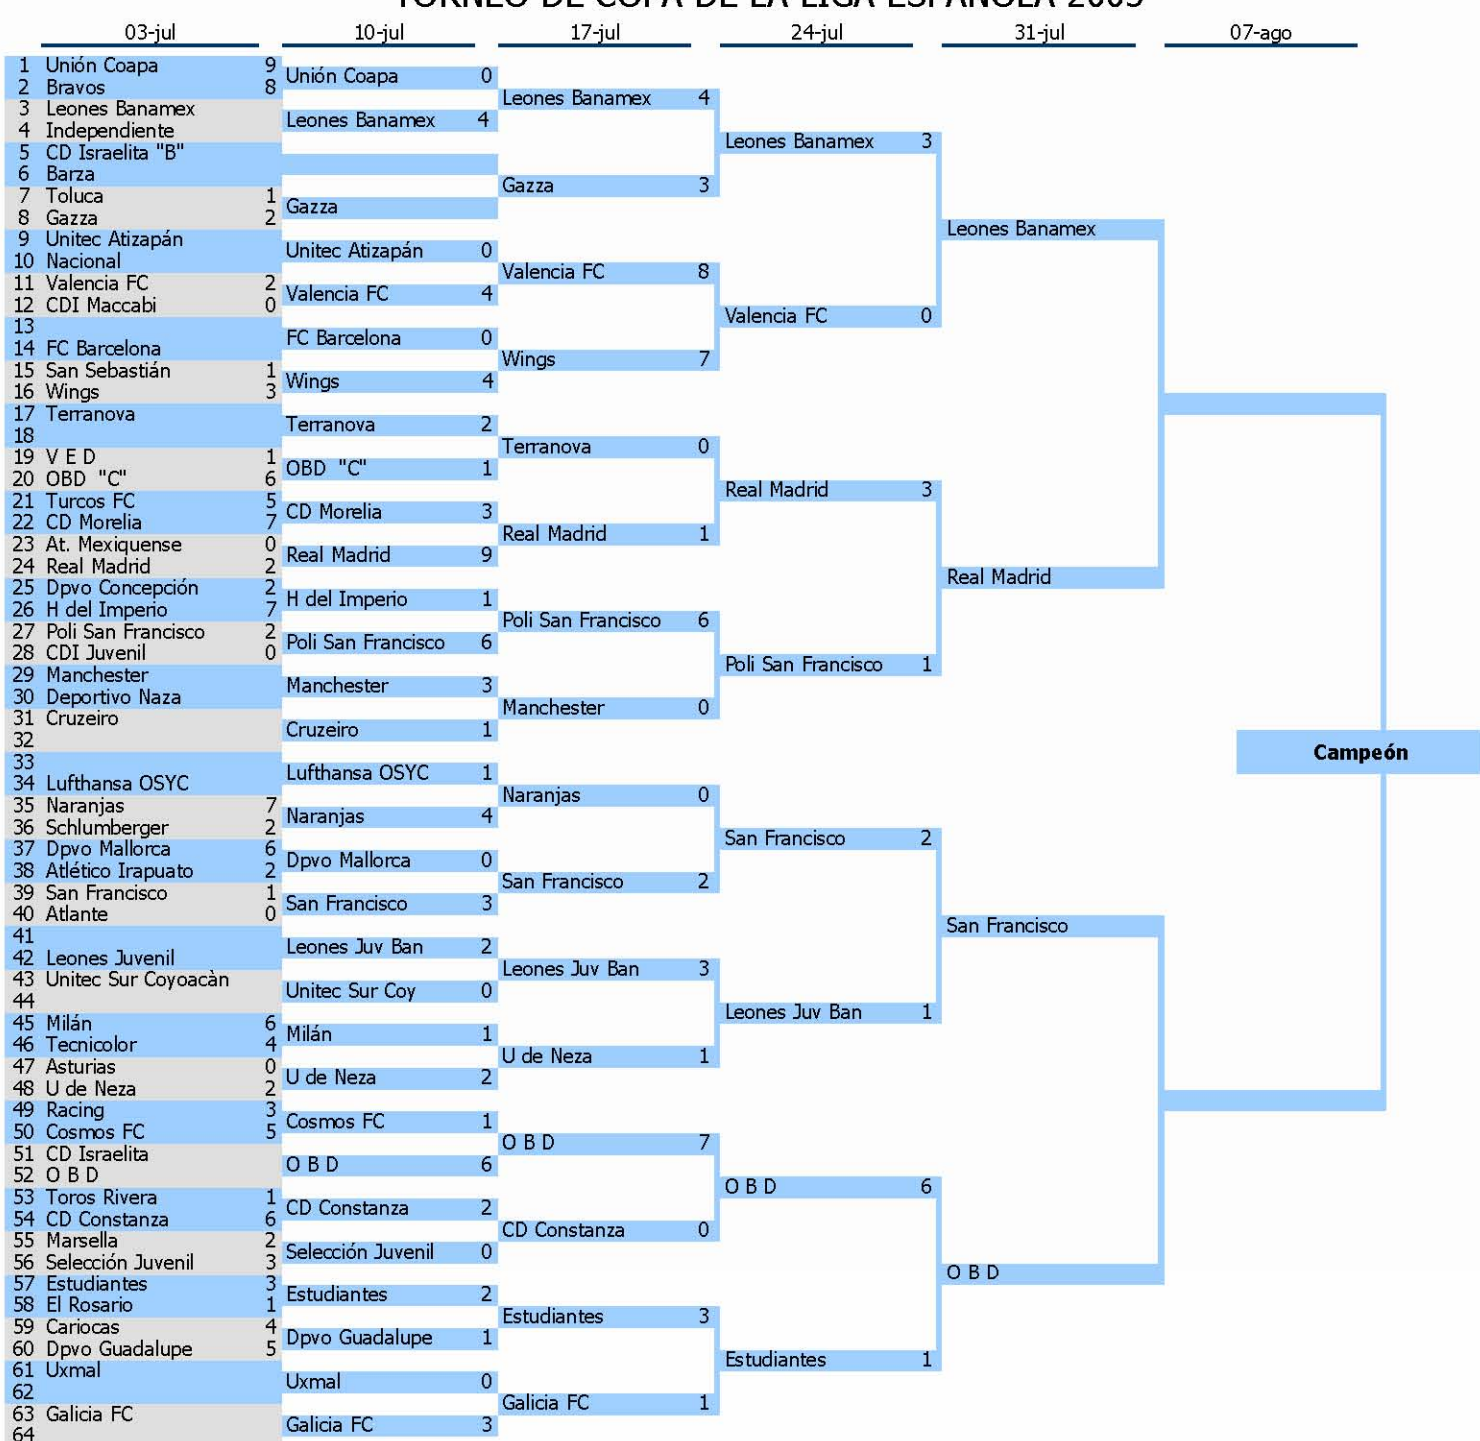 TORNEO DE COPA DE LA LIGA ESPAÑOLA 2005
03-jul 10-jul 17-jul 24-jul 31-jul 07-ago
1 Unión Coapa 9
2 Bravos 8
3 Leones Banamex
4 Independiente
5 CD Israelita "B"
6 Barza
7 Toluca 1
8 Gazza 2
9 Unitec Atizapán
10 Nacional
11 Valencia FC 2
12 CDI Maccabi 0
13
14 FC Barcelona
15 San Sebastián 1
16 Wings 3
17 Terranova
18
19 V E D 1
20 OBD "C" 6
21 Turcos FC 5
22 CD Morelia 7
23 At. Mexiquense 0
24 Real Madrid 2
25 Dpvo Concepción 2
26 H del Imperio 7
27 Poli San Francisco 2
28 CDI Juvenil 0
29 Manchester
30 Deportivo Naza
31 Cruzeiro
32
33
34 Lufthansa OSYC
35 Naranjas 7
36 Schlumberger 2
37 Dpvo Mallorca 6
38 Atlético Irapuato 2
39 San Francisco 1
40 Atlante 0
41
42 Leones Juvenil
43 Unitec Sur Coyoacàn
44
45 Milán 6
46 Tecnicolor 4
47 Asturias 0
48 U de Neza 2
49 Racing 3
50 Cosmos FC 5
51 CD Israelita
52 O B D
53 Toros Rivera 1
54 CD Constanza 6
55 Marsella 2
56 Selección Juvenil 3
57 Estudiantes 3
58 El Rosario 1
59 Cariocas 4
60 Dpvo Guadalupe 5
61 Uxmal
62
63 Galicia FC
64
Unión Coapa 0
Leones Banamex 4
Gazza
Unitec Atizapán 0
Valencia FC 4
FC Barcelona 0
Wings 4
Terranova 2
OBD "C" 1
CD Morelia 3
Real Madrid 9
H del Imperio 1
Poli San Francisco 6
Manchester 3
Cruzeiro 1
Lufthansa OSYC 1
Naranjas 4
Dpvo Mallorca 0
San Francisco 3
Leones Juv Ban 2
Unitec Sur Coy 0
Milán 1
U de Neza 2
Cosmos FC 1
O B D 6
CD Constanza 2
Selección Juvenil 0
Estudiantes 2
Dpvo Guadalupe 1
Uxmal 0
Galicia FC 3
Leones Banamex 4
Gazza 3
Valencia FC 8
Wings 7
Terranova 0
Real Madrid 1
Poli San Francisco 6
Manchester 0
Naranjas 0
San Francisco 2
Leones Juv Ban 3
U de Neza 1
O B D 7
CD Constanza 0
Estudiantes 3
Galicia FC 1
Leones Banamex 3
Valencia FC 0
Real Madrid 3
Poli San Francisco 1
San Francisco 2
Leones Juv Ban 1
O B D 6
Estudiantes 1
Leones Banamex
Real Madrid
San Francisco
O B D
Campeón